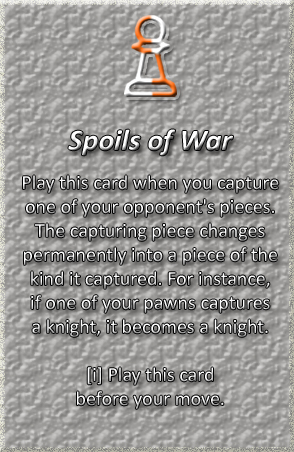 Spoils of War
Play this card when you capture
one of your opponent's pieces.
The capturing piece changes
permanently into a piece of the
kind it captured. For instance,
if one of your pawns captures
a knight, it becomes a knight.
[i] Play this card
before your move.